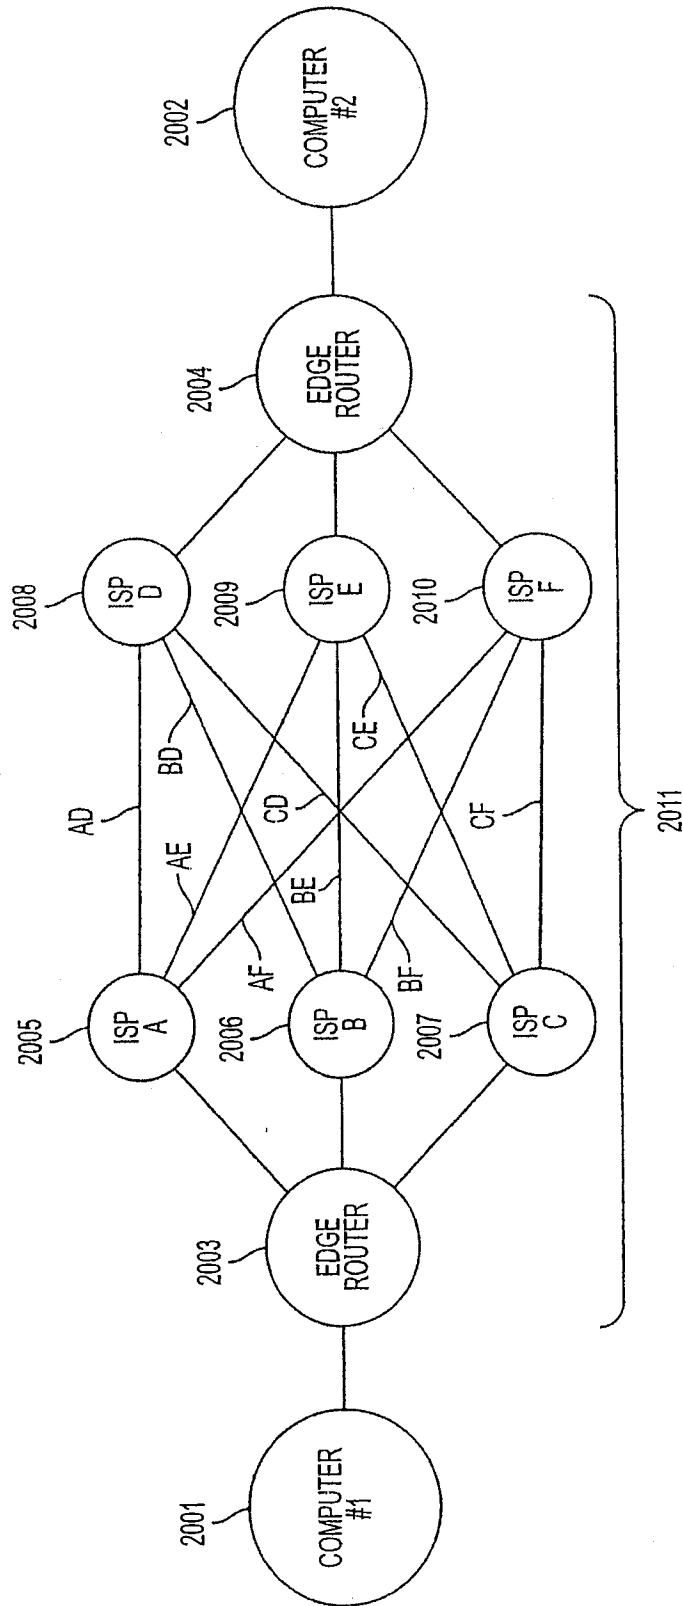 2001
COMPUTER
#1
2003
EDGE
ROUTER
2005
ISP
A
2006
ISP
B
2007
ISP
C
AD
BD
AE
AF
CD
BE
CE
BF
CF
2008
ISP
D
2009
ISP
E
2010
ISP
F
2004
EDGE
ROUTER
2002
COMPUTER
#2
2011